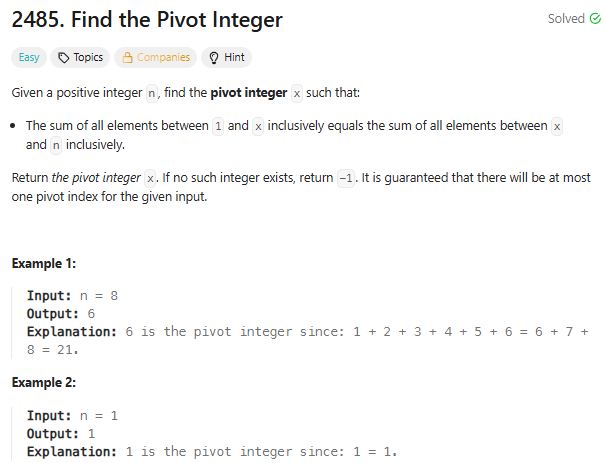 2485. Find the Pivot Integer
Solved
Easy Topics Companies Hint
Given a positive integer n, find the pivot integer x such that:
• The sum of all elements between 1 and x inclusively equals the sum of all elements between x
and n inclusively.
Return the pivot integer x. If no such integer exists, return -1. It is guaranteed that there will be at most
one pivot index for the given input.
Example 1:
Input: n = 8
Output: 6
Explanation: 6 is the pivot integer since: 1 + 2 + 3 + 4 + 5 + 6 = 6 + 7 +
8 = 21.
Example 2:
Input: n = 1
Output: 1
Explanation: 1 is the pivot integer since: 1 = 1.